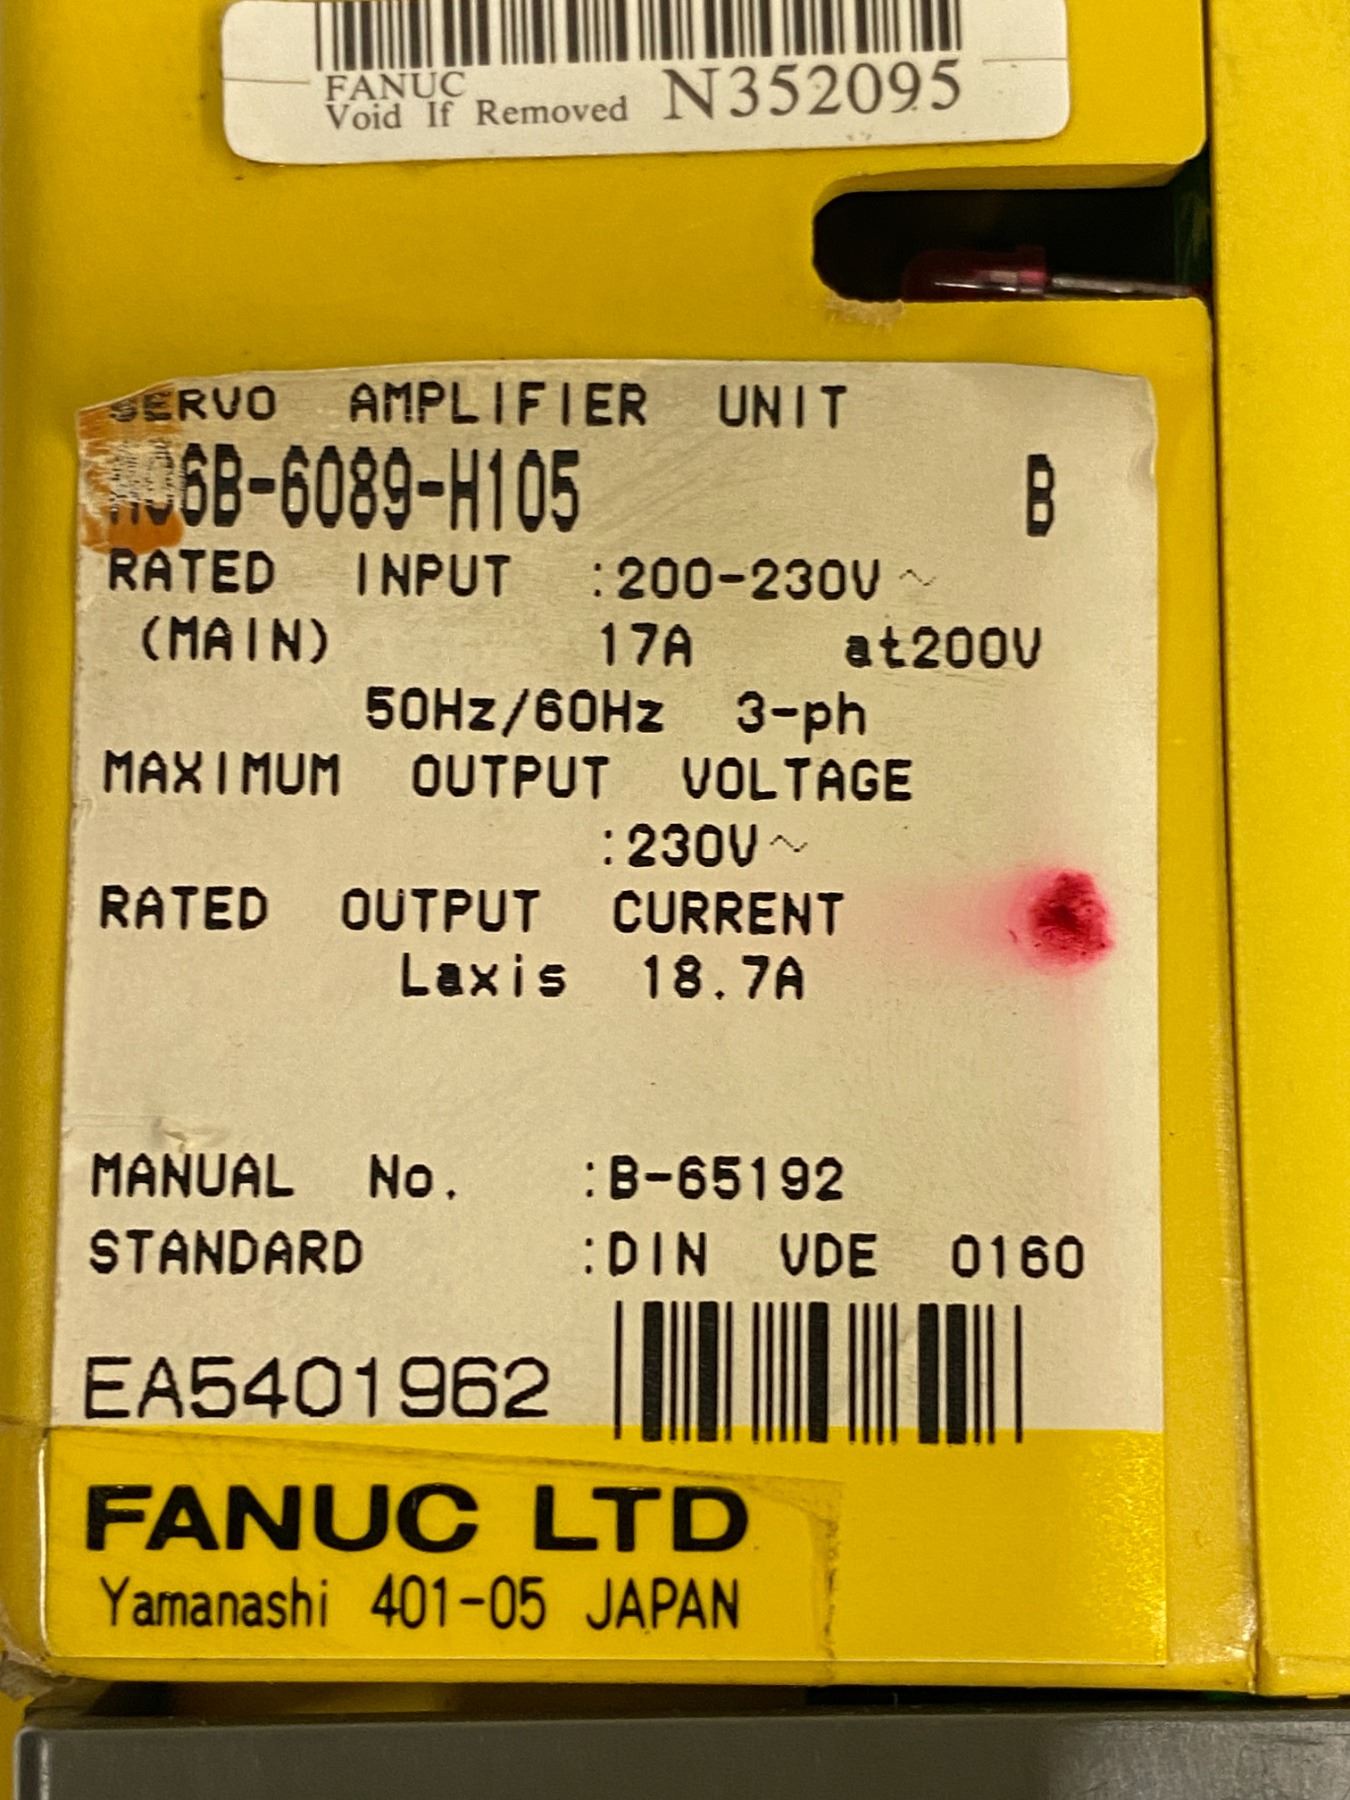 FANUC
Void If Removed N352095
SERVO AMPLIFIER UNIT
A06B-6089-H105 B
RATED INPUT :200-230V~
(MAIN) 17A at200V
50Hz/60Hz 3-ph
MAXIMUM OUTPUT VOLTAGE
:230V~
RATED OUTPUT CURRENT
Laxis 18.7A
MANUAL No. :B-65192
STANDARD :DIN VDE 0160
EA5401962
FANUC LTD
Yamanashi 401-05 JAPAN